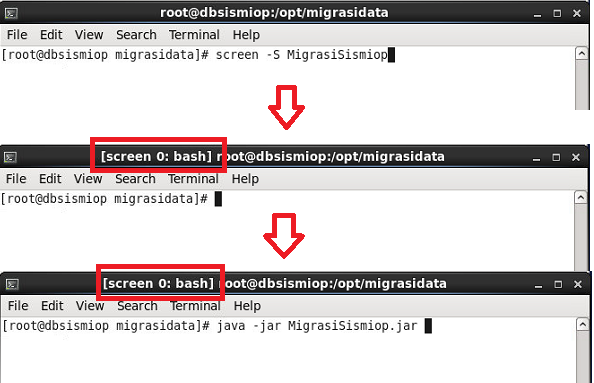 root@dbsismiop:/opt/migrasidata
File Edit View Search Terminal Help
[root@dbsismiop migrasidata]# screen -S MigrasiSismiop
[screen 0: bash] root@dbsismiop:/opt/migrasidata
File Edit View Search Terminal Help
[root@dbsismiop migrasidata]#
[screen 0: bash] root@dbsismiop:/opt/migrasidata
File Edit View Search Terminal Help
[root@dbsismiop migrasidata]# java -jar MigrasiSismiop.jar